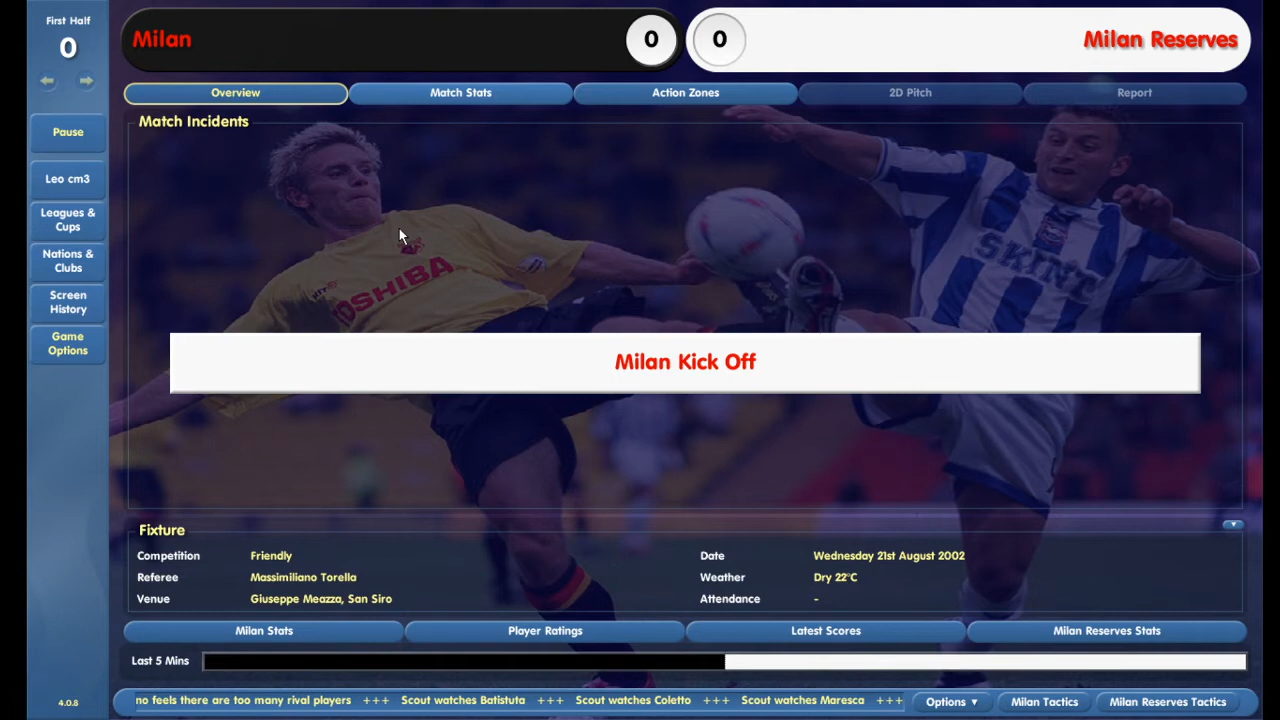 First Half
0
Milan
0
0
Milan Reserves
Overview
Match Stats
Action Zones
2D Pitch
Report
Match Incidents
Pause
Leo cm3
Leagues &
Cups
Nations &
Clubs
Screen
History
Game
Options
TOSHIBA
SKINT
Milan Kick Off
Fixture
Competition Friendly
Date Wednesday 21st August 2002
Referee Massimiliano Torella
Weather Dry 22°C
Venue Giuseppe Meazza, San Siro
Attendance -
Milan Stats
Player Ratings
Latest Scores
Milan Reserves Stats
Last 5 Mins
4.0.8
no feels there are too many rival players +++ Scout watches Batistuta +++ Scout watches Coletto +++ Scout watches Maresca +++
Options ▼
Milan Tactics
Milan Reserves Tactics